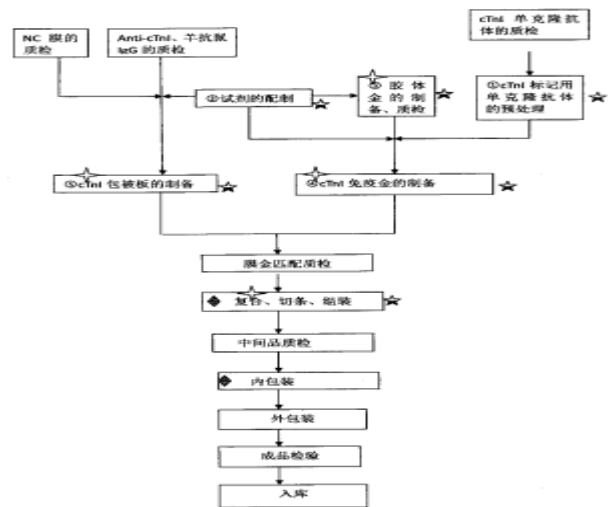 NC 膜的
质检
Anti-cTnI、羊抗鼠
IgG 的质检
cTnI 单克隆抗
体的质检
②试剂的配制
③ 胶体
金的制
备、质检
①cTnI 标记用
单克隆抗体
的预处理
⑤cTnI 包被板的制备
④cTnI 免疫金的制备
膜金匹配质检
复合、切条、组装
中间品质检
内包装
外包装
成品检验
入库